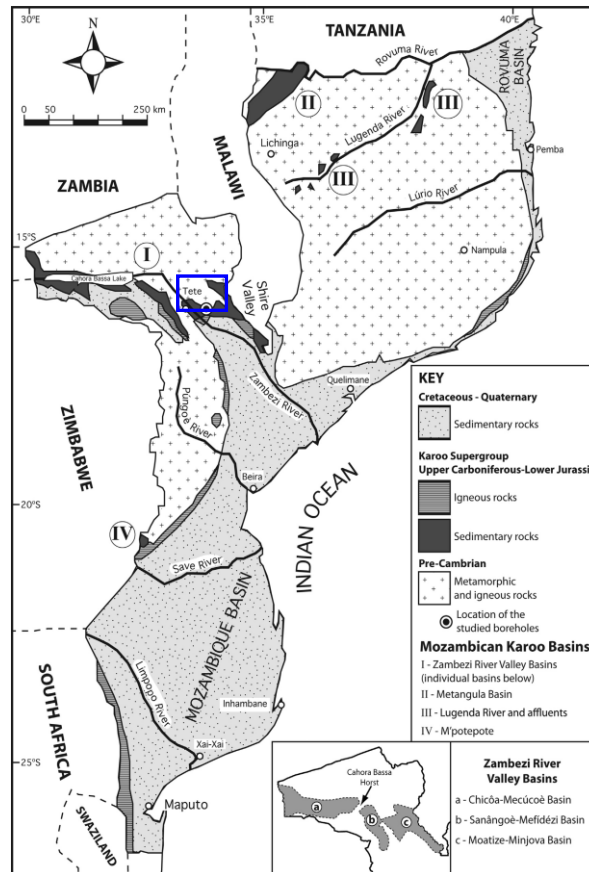 30°E
35°E
40°E
TANZANIA
N
Rovuma River
ROVUMA
BASIN
0 50 250 km
II
III
Lugenda River
MALAWI
Lichinga
Pemba
III
ZAMBIA
Lúrio River
15°S
I
Nampula
Cahora Bassa Lake
Tete
Shire
Valley
Zambezi River
Quelimane
ZIMBABWE
Púngoè River
Beira
20°S
IV
Save River
INDIAN OCEAN
MOZAMBIQUE BASIN
SOUTH AFRICA
Limpopo River
Inhambane
Xai-Xai
25°S
Maputo
SWAZILAND
KEY
Cretaceous - Quaternary
Sedimentary rocks
Karoo Supergroup
Upper Carboniferous-Lower Jurassi
Igneous rocks
Sedimentary rocks
Pre-Cambrian
Metamorphic
and igneous rocks
Location of the
studied boreholes
Mozambican Karoo Basins
I - Zambezi River Valley Basins
(individual basins below)
II - Metangula Basin
III - Lugenda River and affluents
IV - M'potepote
Cahora Bassa
Horst
a
b
c
Zambezi River
Valley Basins
a - Chicôa-Mecúcoè Basin
b - Sanângoè-Mefidézi Basin
c - Moatize-Minjova Basin